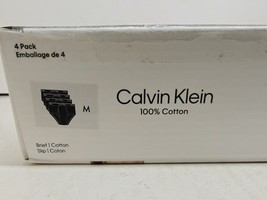 4 Pack
Emballage de 4
M
Calvin Klein
100% Cotton
Brief | Cotton
Slip | Coton